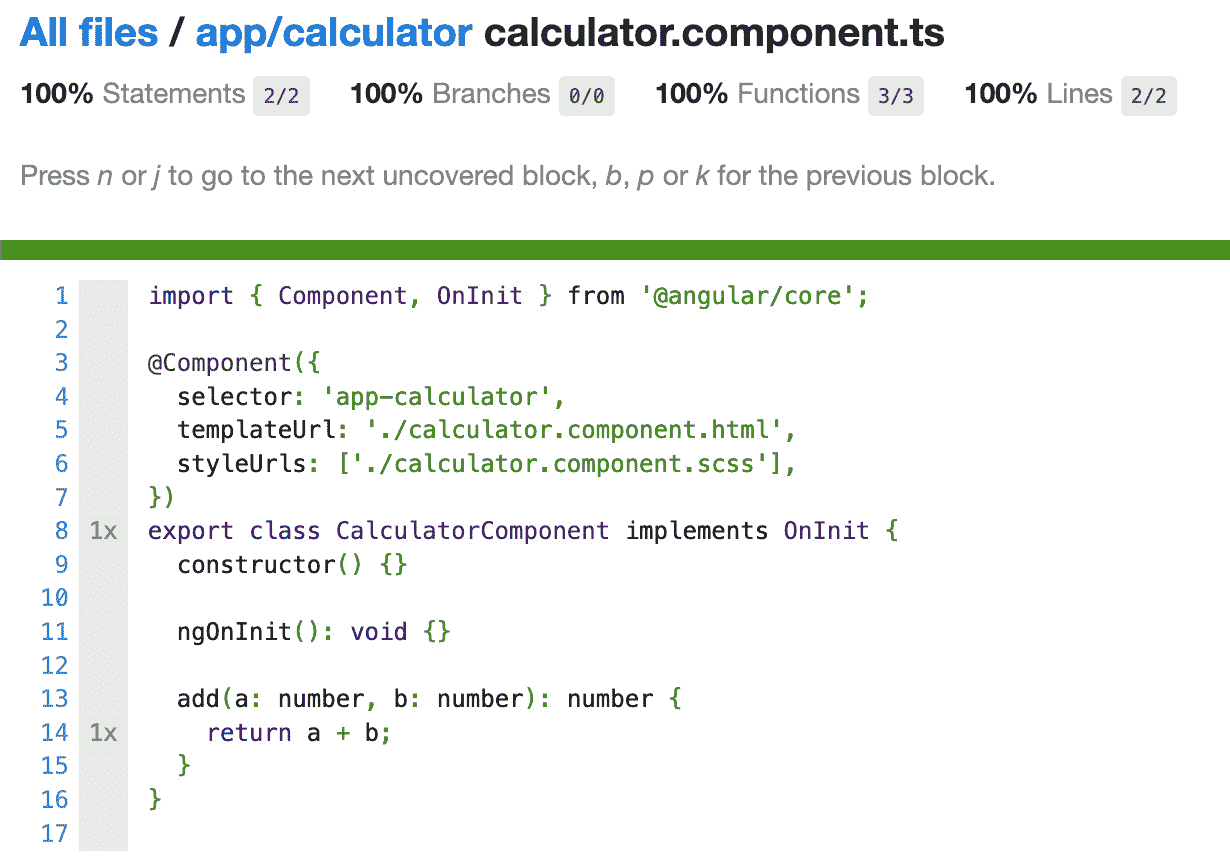 All files / app/calculator calculator.component.ts
100% Statements 2/2 100% Branches 0/0 100% Functions 3/3 100% Lines 2/2
Press n or j to go to the next uncovered block, b, p or k for the previous block.
1 import { Component, OnInit } from '@angular/core';
2
3 @Component({
4   selector: 'app-calculator',
5   templateUrl: './calculator.component.html',
6   styleUrls: ['./calculator.component.scss'],
7 })
8 1x export class CalculatorComponent implements OnInit {
9   constructor() {}
10
11   ngOnInit(): void {}
12
13   add(a: number, b: number): number {
14 1x     return a + b;
15   }
16 }
17